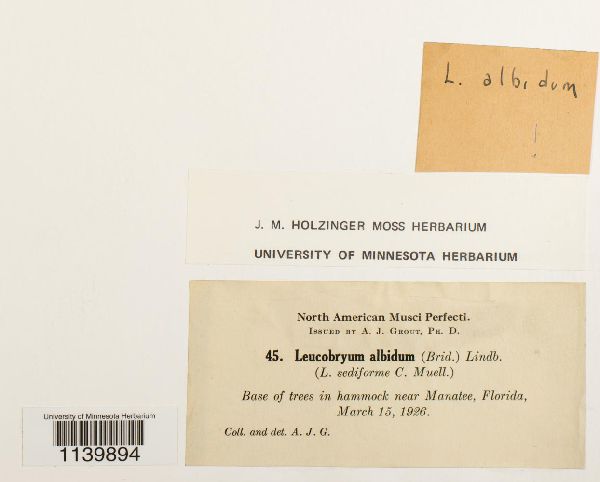 L. albidum
!
J. M. HOLZINGER MOSS HERBARIUM
UNIVERSITY OF MINNESOTA HERBARIUM
North American Musci Perfecti.
ISSUED BY A. J. GROUT, PH. D.
45. Leucobryum albidum (Brid.) Lindb.
(L. sediforme C. Muell.)
Base of trees in hammock near Manatee, Florida,
March 15, 1926.
Coll. and det. A. J. G.
University of Minnesota Herbarium
1139894